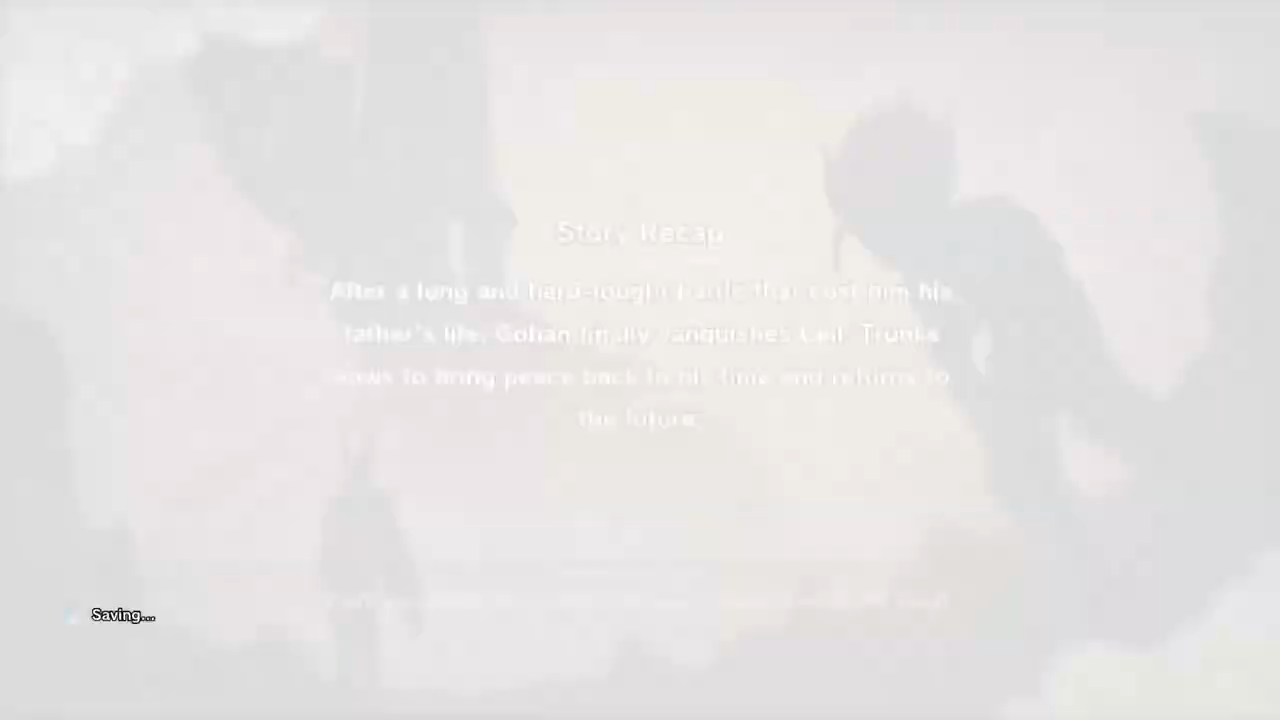 Story Recap
After a long and hard-fought battle that cost him his
father's life, Gohan finally vanquishes Cell. Trunks
vows to bring peace back to his time and returns to
the future.
Saving...